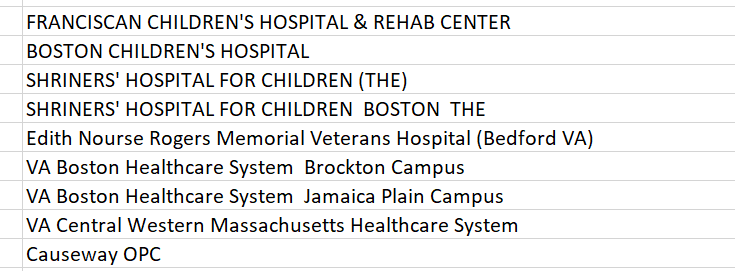 FRANCISCAN CHILDREN'S HOSPITAL & REHAB CENTER
BOSTON CHILDREN'S HOSPITAL
SHRINERS' HOSPITAL FOR CHILDREN (THE)
SHRINERS' HOSPITAL FOR CHILDREN  BOSTON  THE
Edith Nourse Rogers Memorial Veterans Hospital (Bedford VA)
VA Boston Healthcare System  Brockton Campus
VA Boston Healthcare System  Jamaica Plain Campus
VA Central Western Massachusetts Healthcare System
Causeway OPC